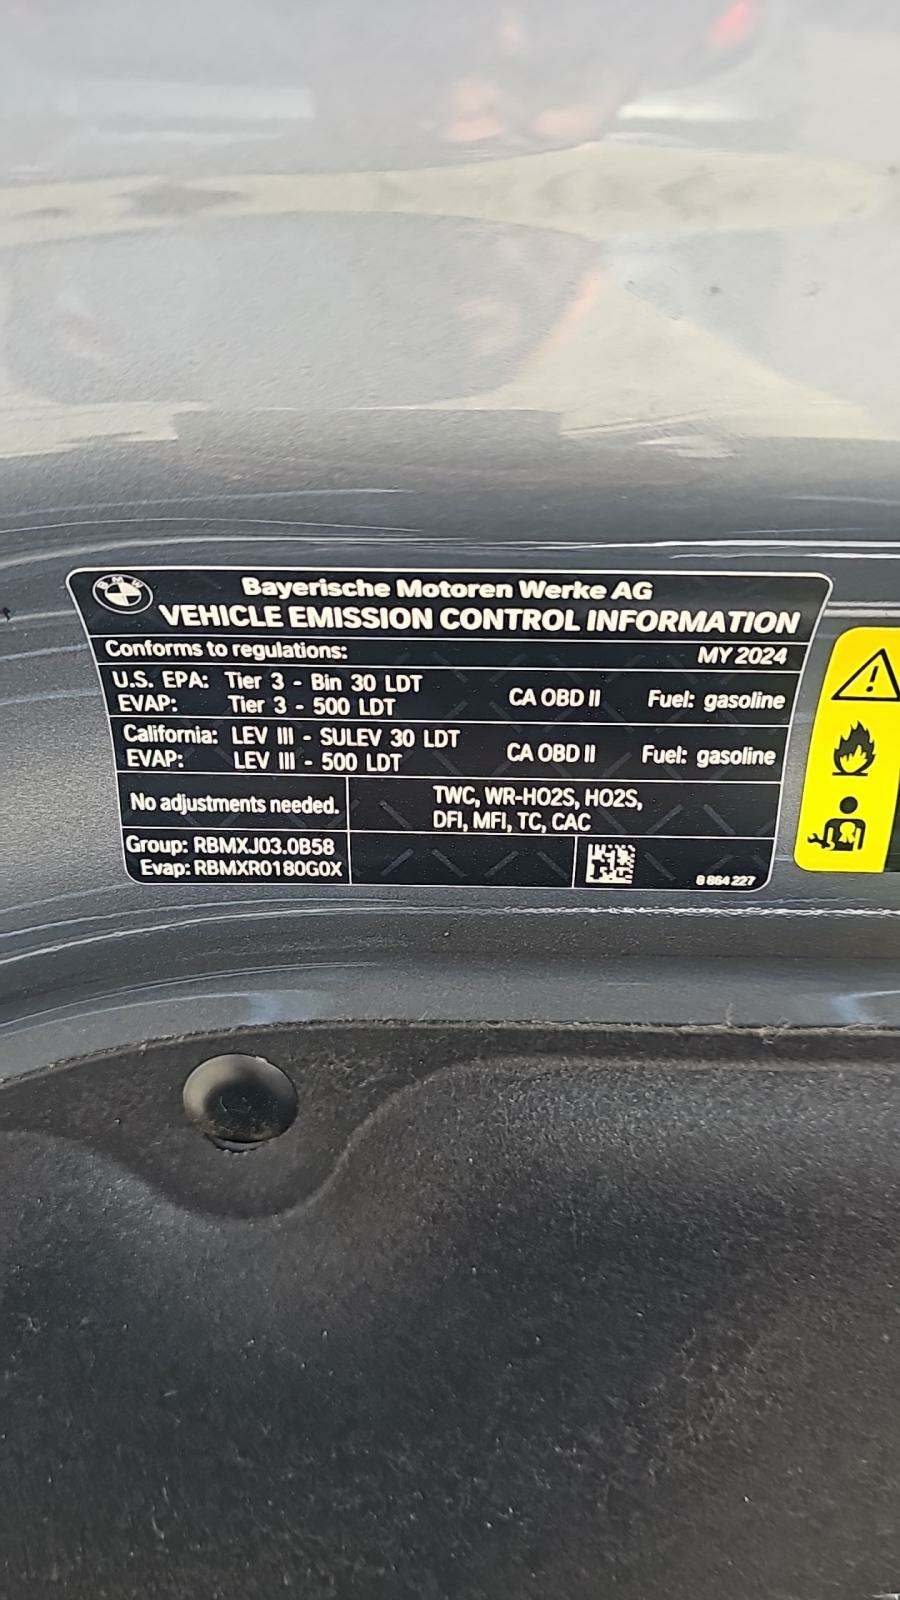 BMW
Bayerische Motoren Werke AG
VEHICLE EMISSION CONTROL INFORMATION
Conforms to regulations: MY 2024
U.S. EPA: Tier 3 - Bin 30 LDT CA OBD II Fuel: gasoline
EVAP: Tier 3 - 500 LDT
California: LEV III - SULEV 30 LDT CA OBD II Fuel: gasoline
EVAP: LEV III - 500 LDT
No adjustments needed. TWC, WR-HO2S, HO2S,
DFI, MFI, TC, CAC
Group: RBMXJ03.0B58
Evap: RBMXR0180G0X
8 864 227